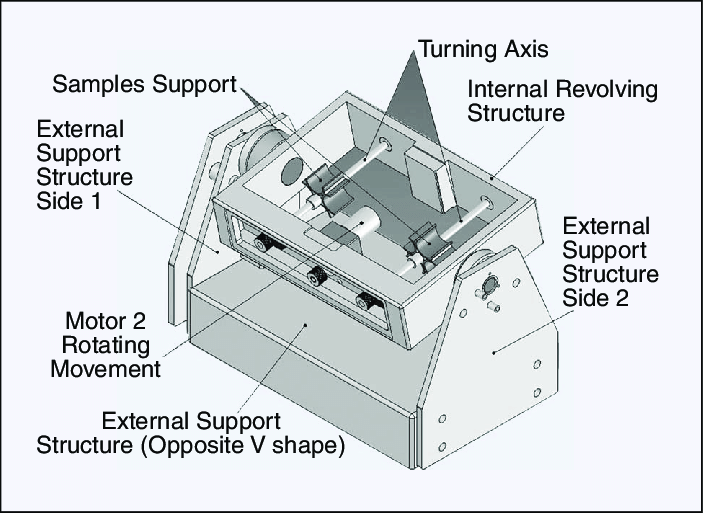 Turning Axis
Samples Support
Internal Revolving
Structure
External
Support
Structure
Side 1
External
Support
Structure
Side 2
Motor 2
Rotating
Movement
External Support
Structure (Opposite V shape)